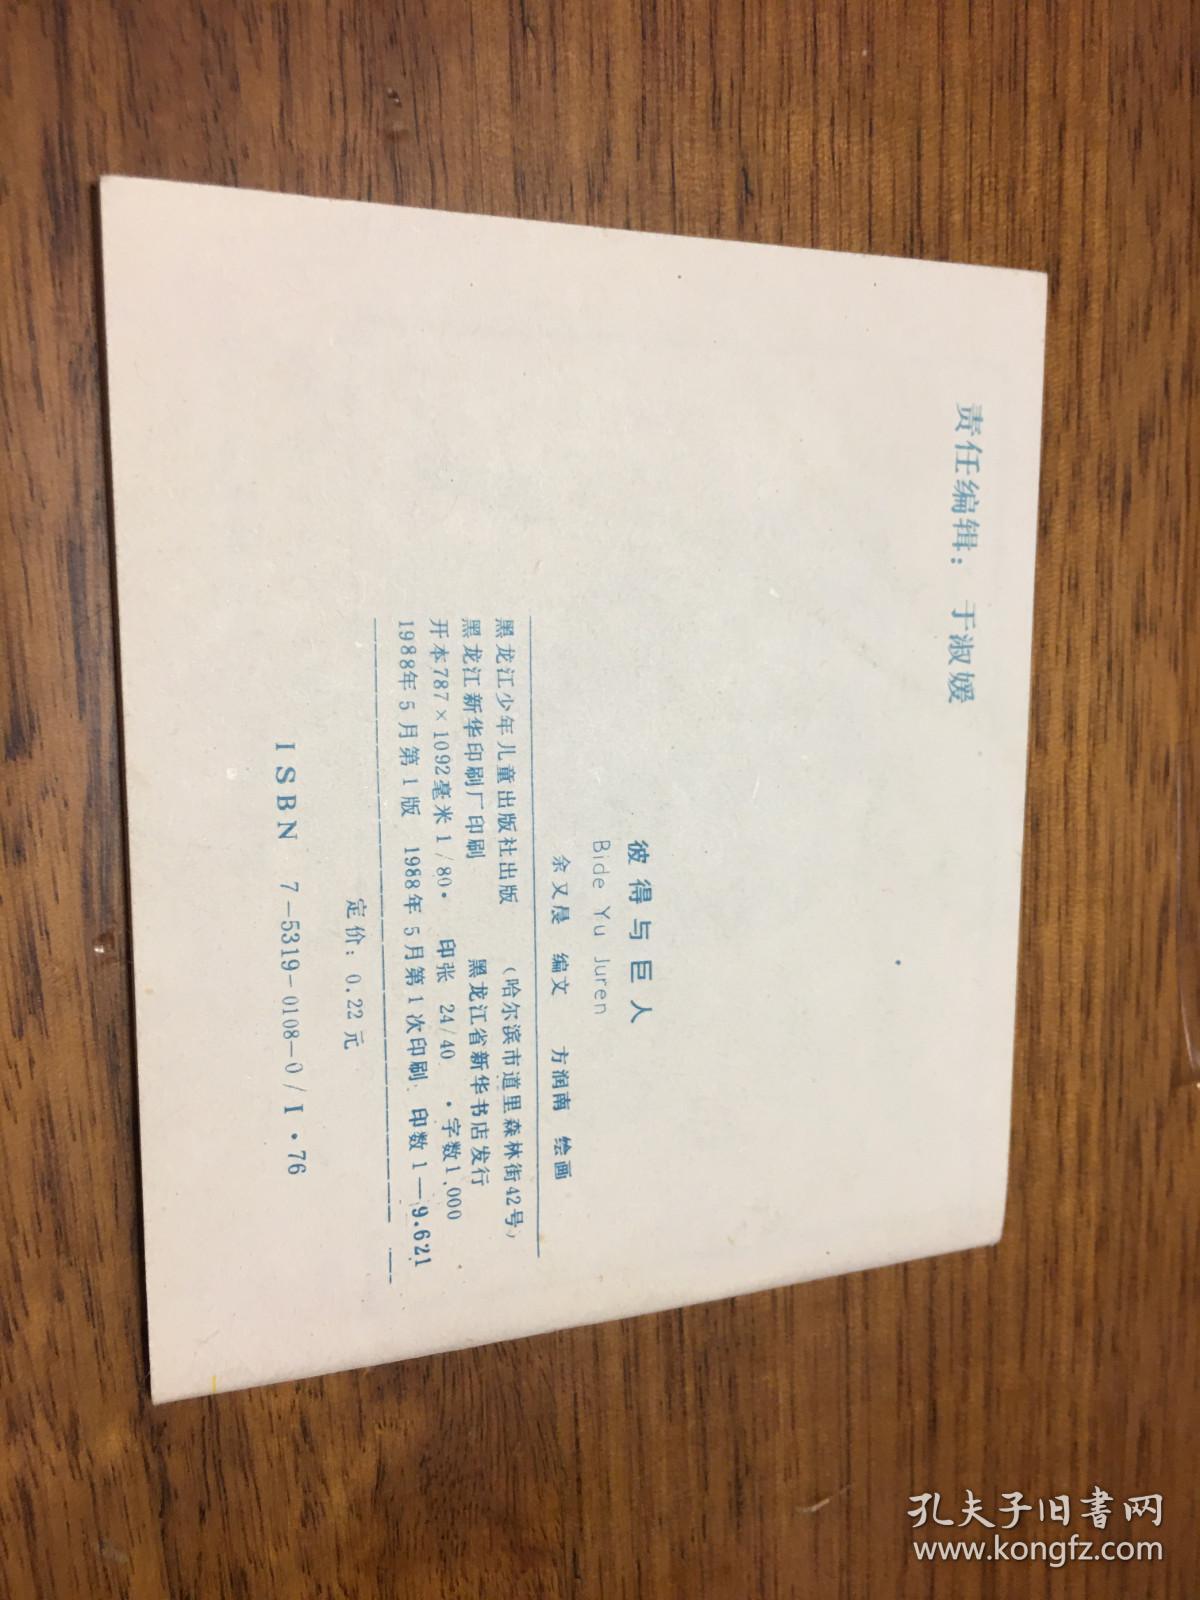 责任编辑： 于淑媛
彼得与巨人
Bide Yu Juren
余又晨 编文 方润南 绘画
黑龙江少年儿童出版社出版 （哈尔滨市道里森林街42号）
黑龙江新华印刷厂印刷 黑龙江省新华书店发行
开本787×1092毫米1/80· 印张 24/40 ·字数1,000
1988年5月第1版 1988年5月第1次印刷 印数1—9.621
定价：0.22元
ISBN 7-5319-0108-0/I·76
孔夫子旧书网
www.kongfz.com